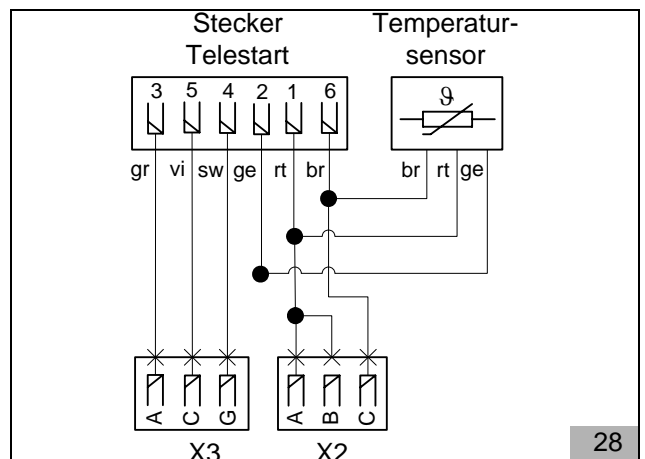 Stecker
Telestart
Temperatur-
sensor
3 5 4 2 1 6
ϑ
gr vi sw ge rt br
br rt ge
A C G
A B C
X3
X2
28